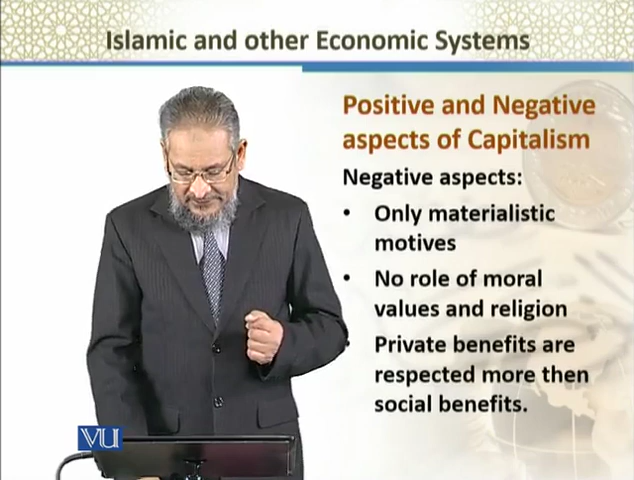 Islamic and other Economic Systems
Positive and Negative
aspects of Capitalism
Negative aspects:
• Only materialistic
motives
• No role of moral
values and religion
• Private benefits are
respected more then
social benefits.
VU